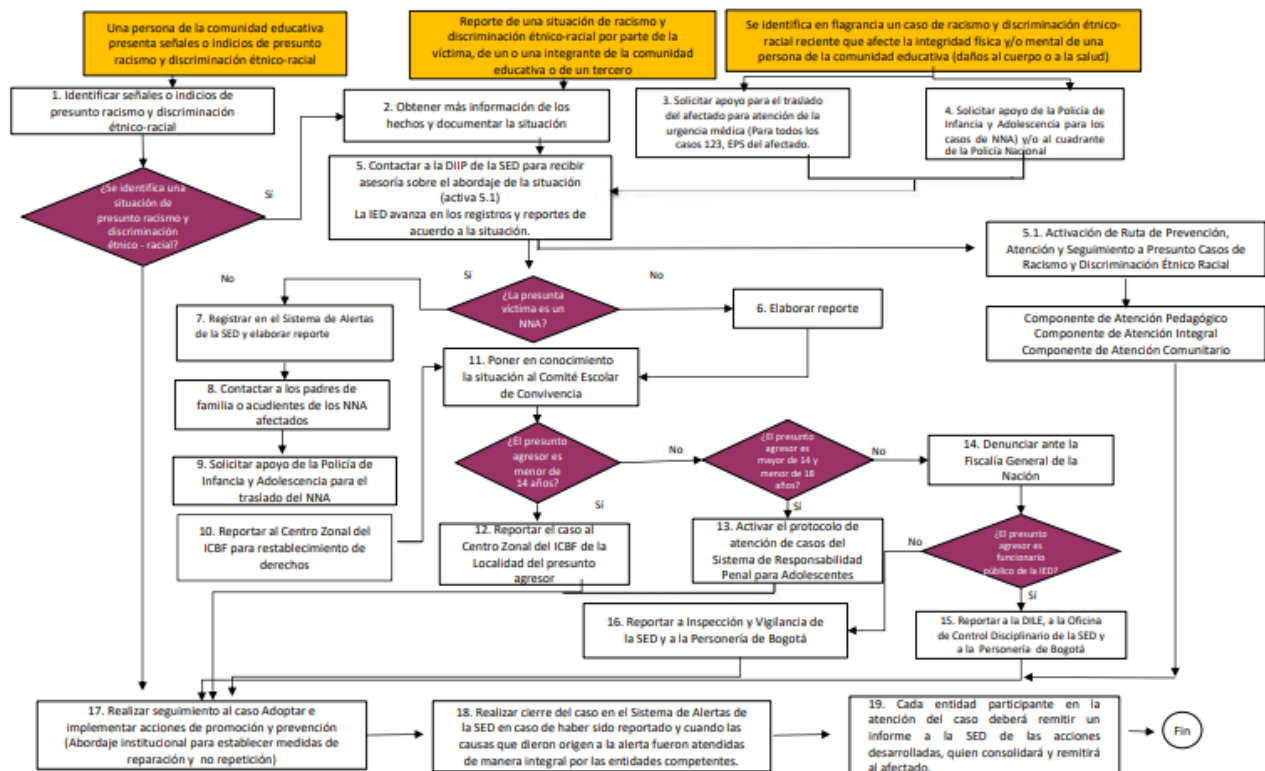 Una persona de la comunidad educativa
presenta señales o indicios de presunto
racismo y discriminación étnico-racial
Reporte de una situación de racismo y
discriminación étnico-racial por parte de la
víctima, de un o una integrante de la comunidad
educativa o de un tercero
Se identifica en flagrancia un caso de racismo y discriminación étnico-
racial reciente que afecte la integridad física y/o mental de una
persona de la comunidad educativa (daños al cuerpo o a la salud)
1. Identificar señales o indicios de
presunto racismo y discriminación
étnico-racial
2. Obtener más información de los
hechos y documentar la situación
3. Solicitar apoyo para el traslado
del afectado para atención de la
urgencia médica (Para todos los
casos 123, EPS del afectado.
4. Solicitar apoyo de la Policía de
Infancia y Adolescencia para los
casos de NNA) y/o al cuadrante
de la Policía Nacional
¿Se identifica una
situación de
presunto racismo y
discriminación
étnico - racial?
Sí
5. Contactar a la DIIP de la SED para recibir
asesoría sobre el abordaje de la situación
(activa 5.1)
La IED avanza en los registros y reportes de
acuerdo a la situación.
5.1. Activación de Ruta de Prevención,
Atención y Seguimiento a Presunto Casos de
Racismo y Discriminación Étnico Racial
No
Sí
No
¿La presunta
víctima es un
NNA?
6. Elaborar reporte
7. Registrar en el Sistema de Alertas
de la SED y elaborar reporte
Componente de Atención Pedagógico
Componente de Atención Integral
Componente de Atención Comunitario
11. Poner en conocimiento
la situación al Comité Escolar
de Convivencia
8. Contactar a los padres de
familia o acudientes de los NNA
afectados
¿El presunto
agresor es
menor de
14 años?
No
¿El presunto
agresor es
mayor de 14 y
menor de 18
años?
No
14. Denunciar ante la
Fiscalía General de la
Nación
9. Solicitar apoyo de la Policía de
Infancia y Adolescencia para el
traslado del NNA
Sí
Sí
10. Reportar al Centro Zonal del
ICBF para restablecimiento de
derechos
12. Reportar el caso al
Centro Zonal del ICBF de la
Localidad del presunto
agresor
13. Activar el protocolo de
atención de casos del
Sistema de Responsabilidad
Penal para Adolescentes
No
¿El presunto
agresor es
funcionario
público de la IED?
Sí
16. Reportar a Inspección y Vigilancia de
la SED y a la Personería de Bogotá
15. Reportar a la DILE, a la Oficina
de Control Disciplinario de la SED y
a la Personería de Bogotá
17. Realizar seguimiento al caso Adoptar e
implementar acciones de promoción y prevención
(Abordaje institucional para establecer medidas de
reparación y no repetición)
18. Realizar cierre del caso en el Sistema de Alertas de
la SED en caso de haber sido reportado y cuando las
causas que dieron origen a la alerta fueron atendidas
de manera integral por las entidades competentes.
19. Cada entidad participante en la
atención del caso deberá remitir un
informe a la SED de las acciones
desarrolladas, quien consolidará y remitirá
al afectado.
Fin